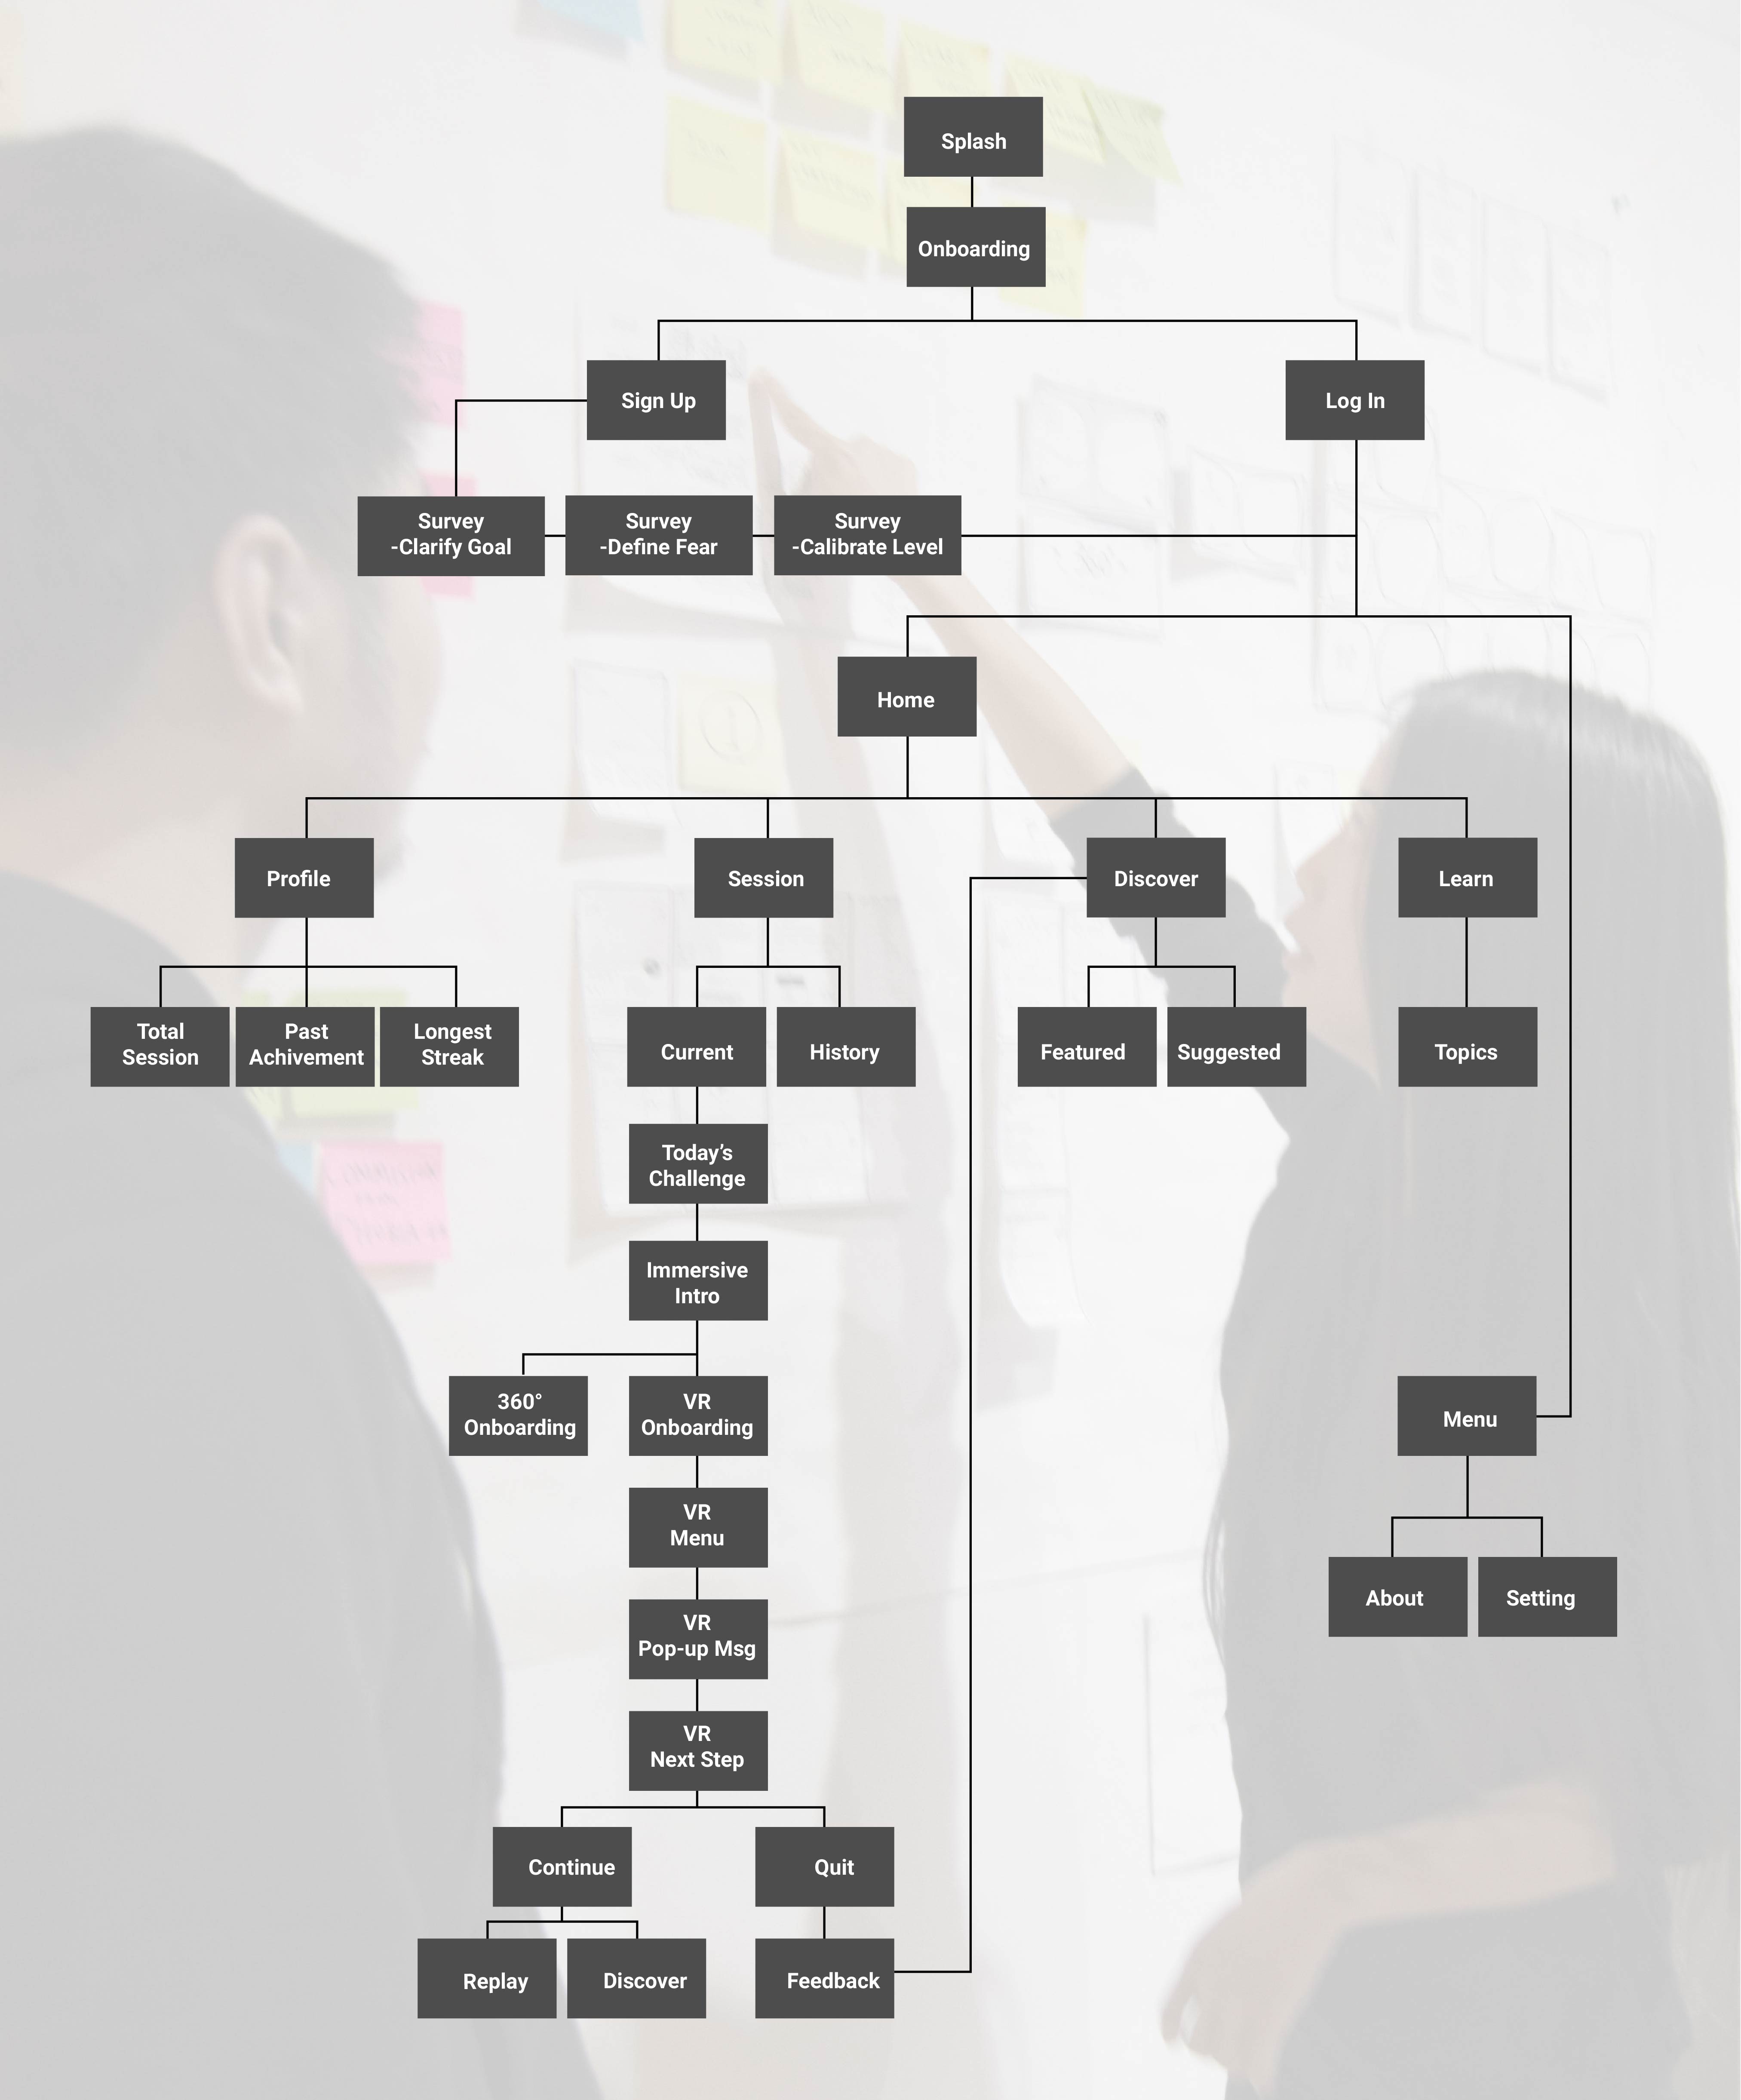 Splash
Onboarding
Sign Up
Log In
Survey
-Clarify Goal
Survey
-Define Fear
Survey
-Calibrate Level
Home
Profile
Session
Discover
Learn
Total
Session
Past
Achivement
Longest
Streak
Current
History
Featured
Suggested
Topics
Today’s
Challenge
Immersive
Intro
360°
Onboarding
VR
Onboarding
Menu
VR
Menu
About
Setting
VR
Pop-up Msg
VR
Next Step
Continue
Quit
Replay
Discover
Feedback